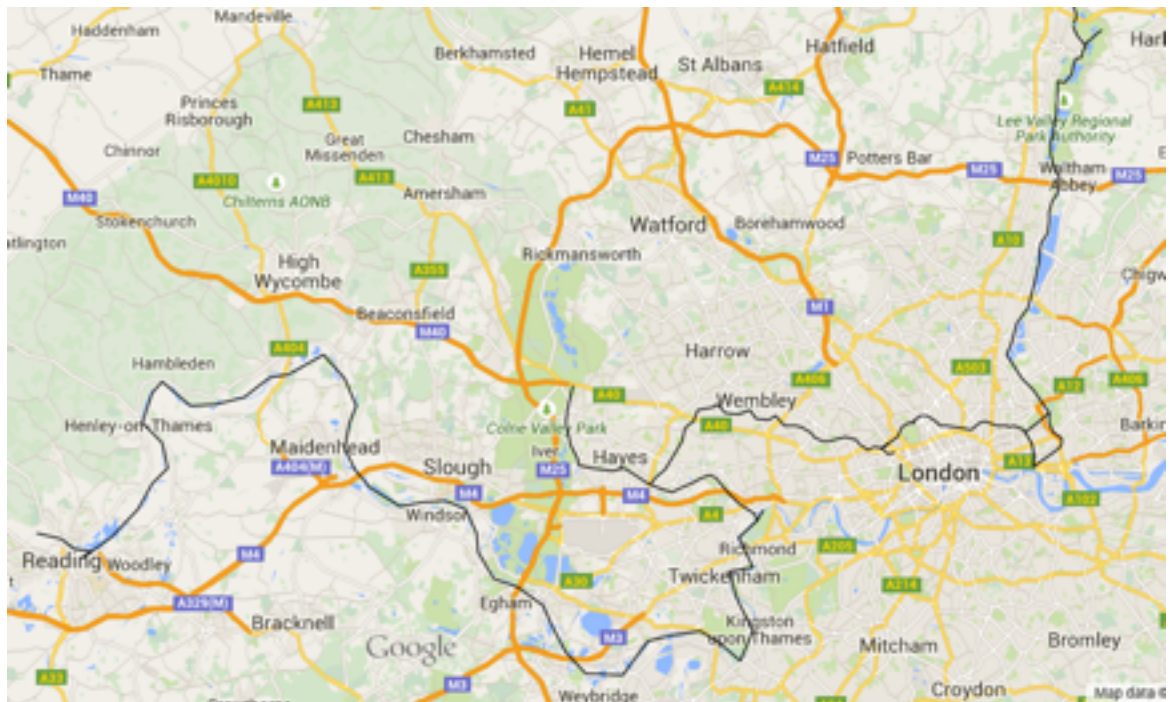 Haddenham
Mandeville
Thame
Berkhamsted
Hemel
Hempstead
St Albans
Hatfield
Princes
Risborough
A413
A41
A414
Lee Valley Regional
Park Authority
Chinnor
Great
Missenden
Chesham
A4010
A413
M25
Potters Bar
M25
Waltham
Abbey
M25
M40
Chilterns AONB
Amersham
Stokenchurch
Watford
Borehamwood
A10
Rickmansworth
High
Wycombe
A355
Beaconsfield
M40
M1
Hambleden
A404
Harrow
A503
A406
A12
A406
A40
Wembley
Henley-on-Thames
Colne Valley Park
A40
Maidenhead
A404(M)
Slough
Iver
M25
Hayes
London
M4
M4
A102
Windsor
A4
Richmond
A205
Reading
Woodley
M4
A30
Twickenham
A214
A329(M)
Egham
Bracknell
Kingston
upon Thames
Mitcham
Bromley
Google
M3
A33
M3
Weybridge
Croydon
Map data ©